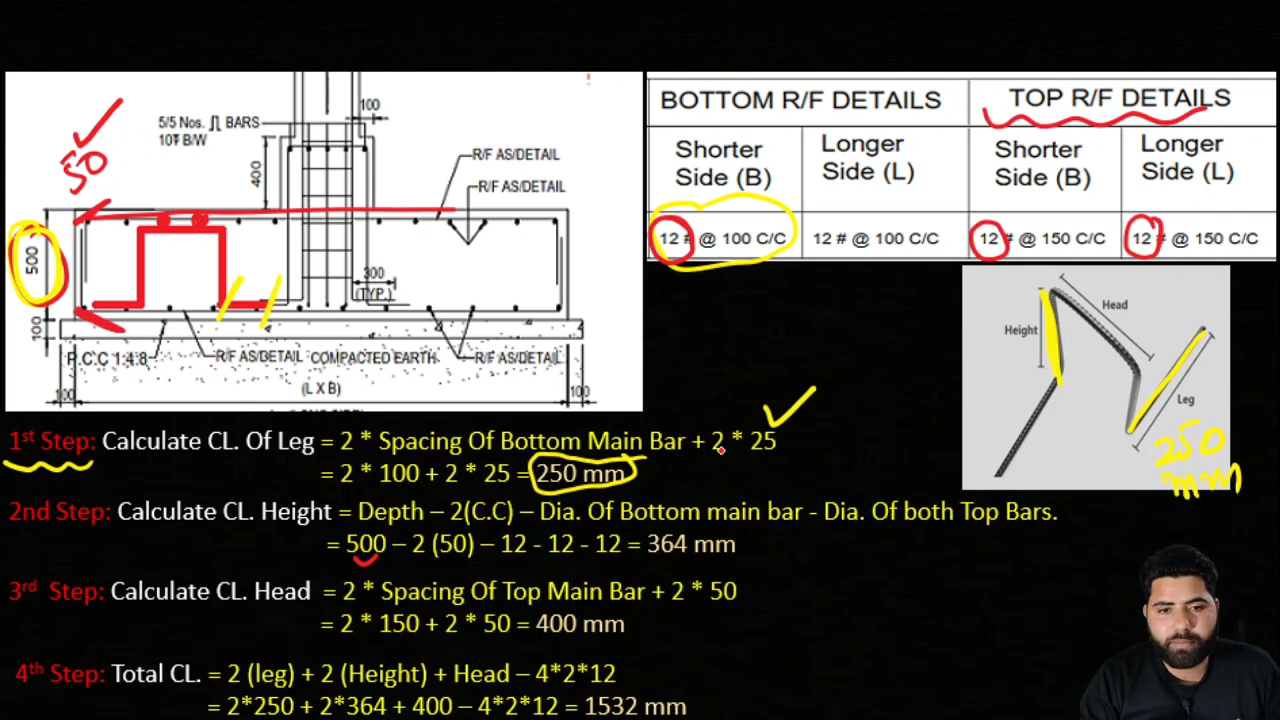 50
5/5 Nos. BARS
10Ŧ B/W
100
400
R/F AS/DETAIL
R/F AS/DETAIL
500
300
(TYP.)
100
P.C.C 1:4:8
R/F AS/DETAIL
COMPACTED EARTH
R/F AS/DETAIL
(L X B)
100
100
BOTTOM R/F DETAILS
TOP R/F DETAILS
Shorter Side (B)
Longer Side (L)
Shorter Side (B)
Longer Side (L)
12 # @ 100 C/C
12 # @ 100 C/C
12 # @ 150 C/C
12 # @ 150 C/C
Head
Height
Leg
250
mm
1st Step: Calculate CL. Of Leg = 2 * Spacing Of Bottom Main Bar + 2 * 25
= 2 * 100 + 2 * 25 = 250 mm
2nd Step: Calculate CL. Height = Depth – 2(C.C) – Dia. Of Bottom main bar - Dia. Of both Top Bars.
= 500 – 2 (50) – 12 - 12 - 12 = 364 mm
3rd Step: Calculate CL. Head = 2 * Spacing Of Top Main Bar + 2 * 50
= 2 * 150 + 2 * 50 = 400 mm
4th Step: Total CL. = 2 (leg) + 2 (Height) + Head – 4*2*12
= 2*250 + 2*364 + 400 – 4*2*12 = 1532 mm